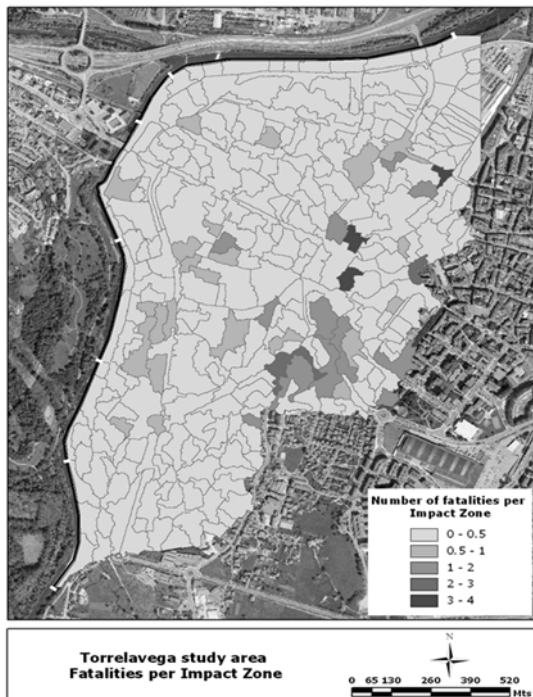 Number of fatalities per
Impact Zone
0 - 0.5
0.5 - 1
1 - 2
2 - 3
3 - 4
Torrelavega study area
Fatalities per Impact Zone
N
0 65 130 260 390 520
Mts